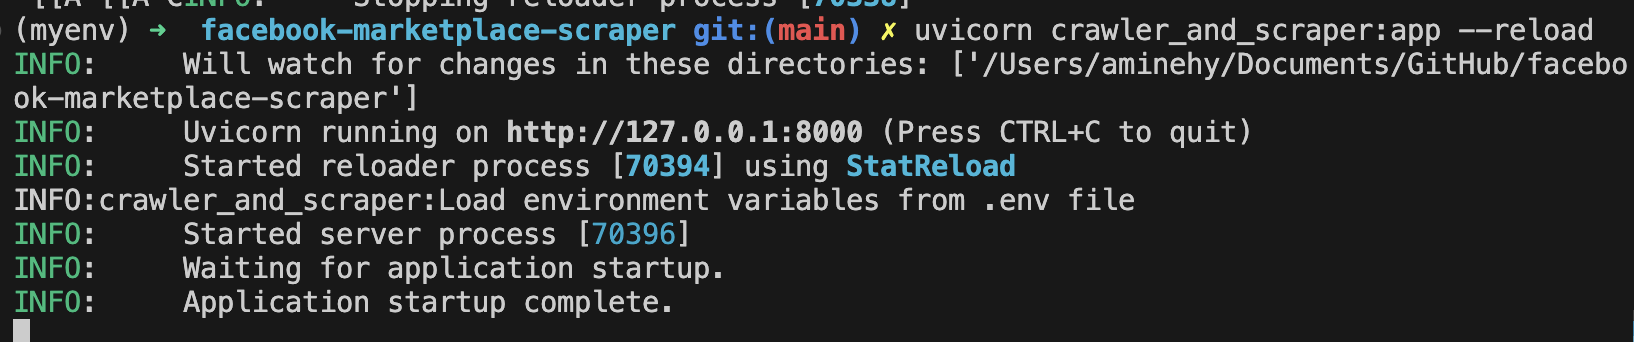 (myenv) → facebook-marketplace-scraper git:(main) ✗ uvicorn crawler_and_scraper:app --reload
INFO:     Will watch for changes in these directories: ['/Users/aminehy/Documents/GitHub/facebo
ok-marketplace-scraper']
INFO:     Uvicorn running on http://127.0.0.1:8000 (Press CTRL+C to quit)
INFO:     Started reloader process [70394] using StatReload
INFO:crawler_and_scraper:Load environment variables from .env file
INFO:     Started server process [70396]
INFO:     Waiting for application startup.
INFO:     Application startup complete.